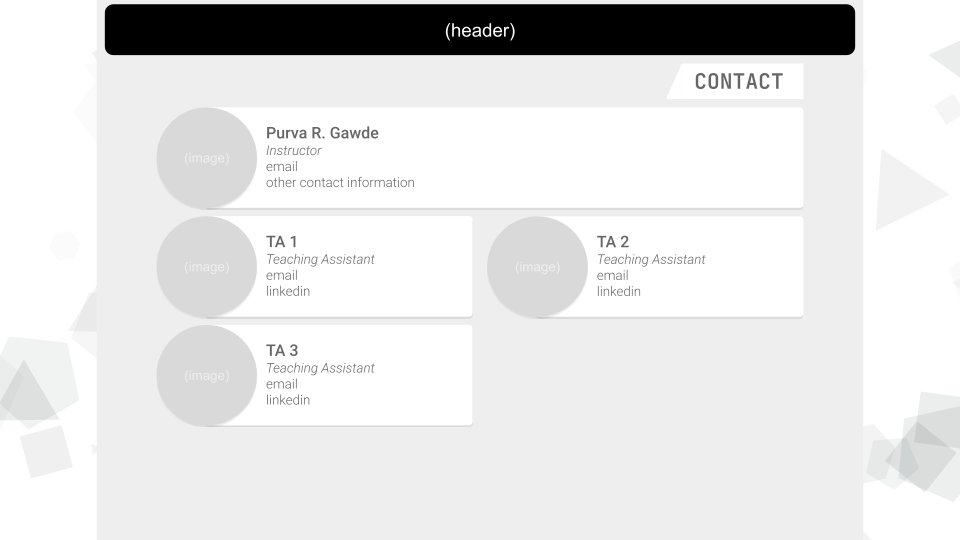 (header)
CONTACT
(image)
Purva R. Gawde
Instructor
email
other contact information
(image)
TA 1
Teaching Assistant
email
linkedin
(image)
TA 2
Teaching Assistant
email
linkedin
(image)
TA 3
Teaching Assistant
email
linkedin